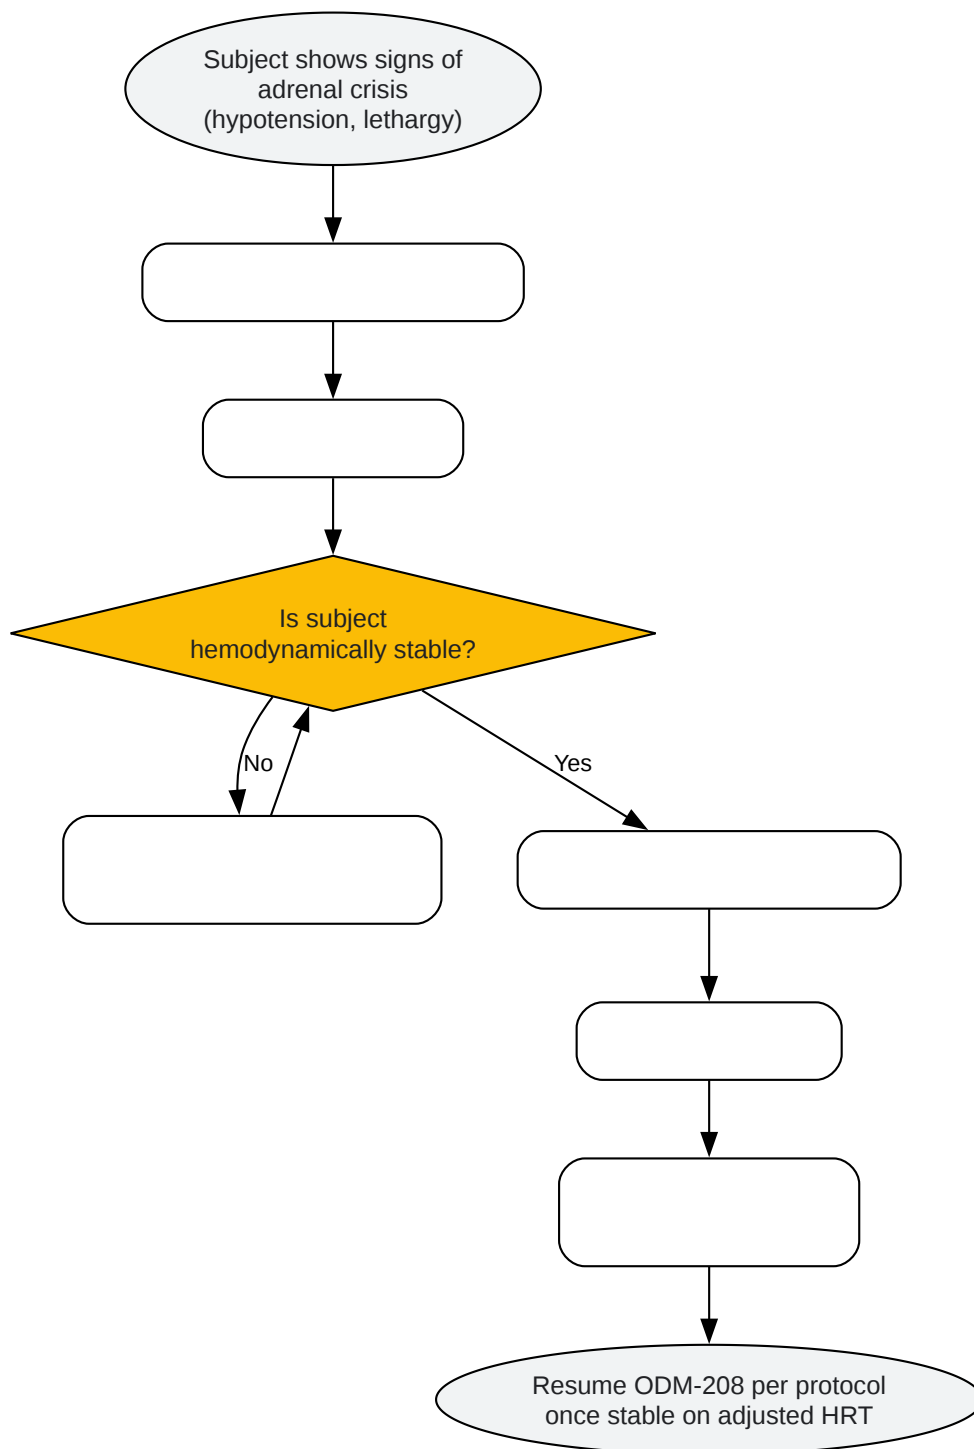 Subject shows signs of
adrenal crisis
(hypotension, lethargy)
Is subject
hemodynamically stable?
No
Yes
Resume ODM-208 per protocol
once stable on adjusted HRT